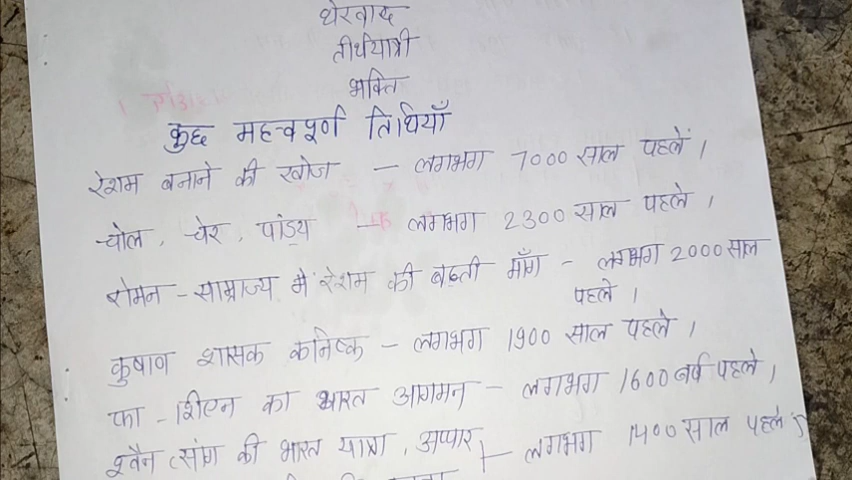 थेरवाद
तीर्थयात्री
भक्ति
कुछ महत्वपूर्ण तिथियाँ
रेशम बनाने की खोज – लगभग 7000 साल पहले ।
चोल, चेर, पांड्य – लगभग 2300 साल पहले ।
रोमन – साम्राज्य में रेशम की बढ़ती माँग – लगभग 2000 साल
पहले ।
कुषाण शासक कनिष्क – लगभग 1900 साल पहले ।
फा – शिएन का भारत आगमन – लगभग 1600 वर्ष पहले ।
श्वैन त्सांग की भारत यात्रा, अप्पार – लगभग 1400 साल पहले